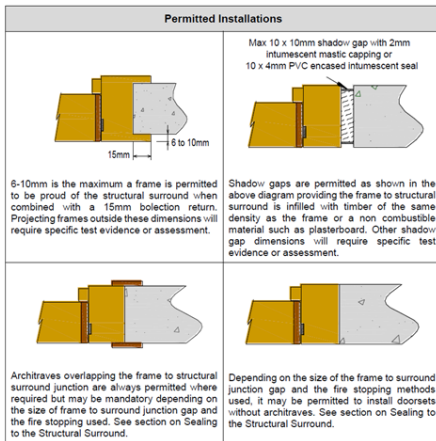 Permitted Installations
6 to 10mm
15mm
6-10mm is the maximum a frame is permitted
to be proud of the structural surround when
combined with a 15mm bolection return.
Projecting frames outside these dimensions will
require specific test evidence or assessment.
Max 10 x 10mm shadow gap with 2mm
intumescent mastic capping or
10 x 4mm PVC encased intumescent seal
Shadow gaps are permitted as shown in the
above diagram providing the frame to structural
surround is infilled with timber of the same
density as the frame or a non combustible
material such as plasterboard. Other shadow
gap dimensions will require specific test
evidence or assessment.
Architraves overlapping the frame to structural
surround junction are always permitted where
required but may be mandatory depending on
the size of frame to surround junction gap and
the fire stopping used. See section on Sealing
to the Structural Surround.
Depending on the size of the frame to surround
junction gap and the fire stopping methods
used, it may be permitted to install doorsets
without architraves. See section on Sealing to
the Structural Surround.